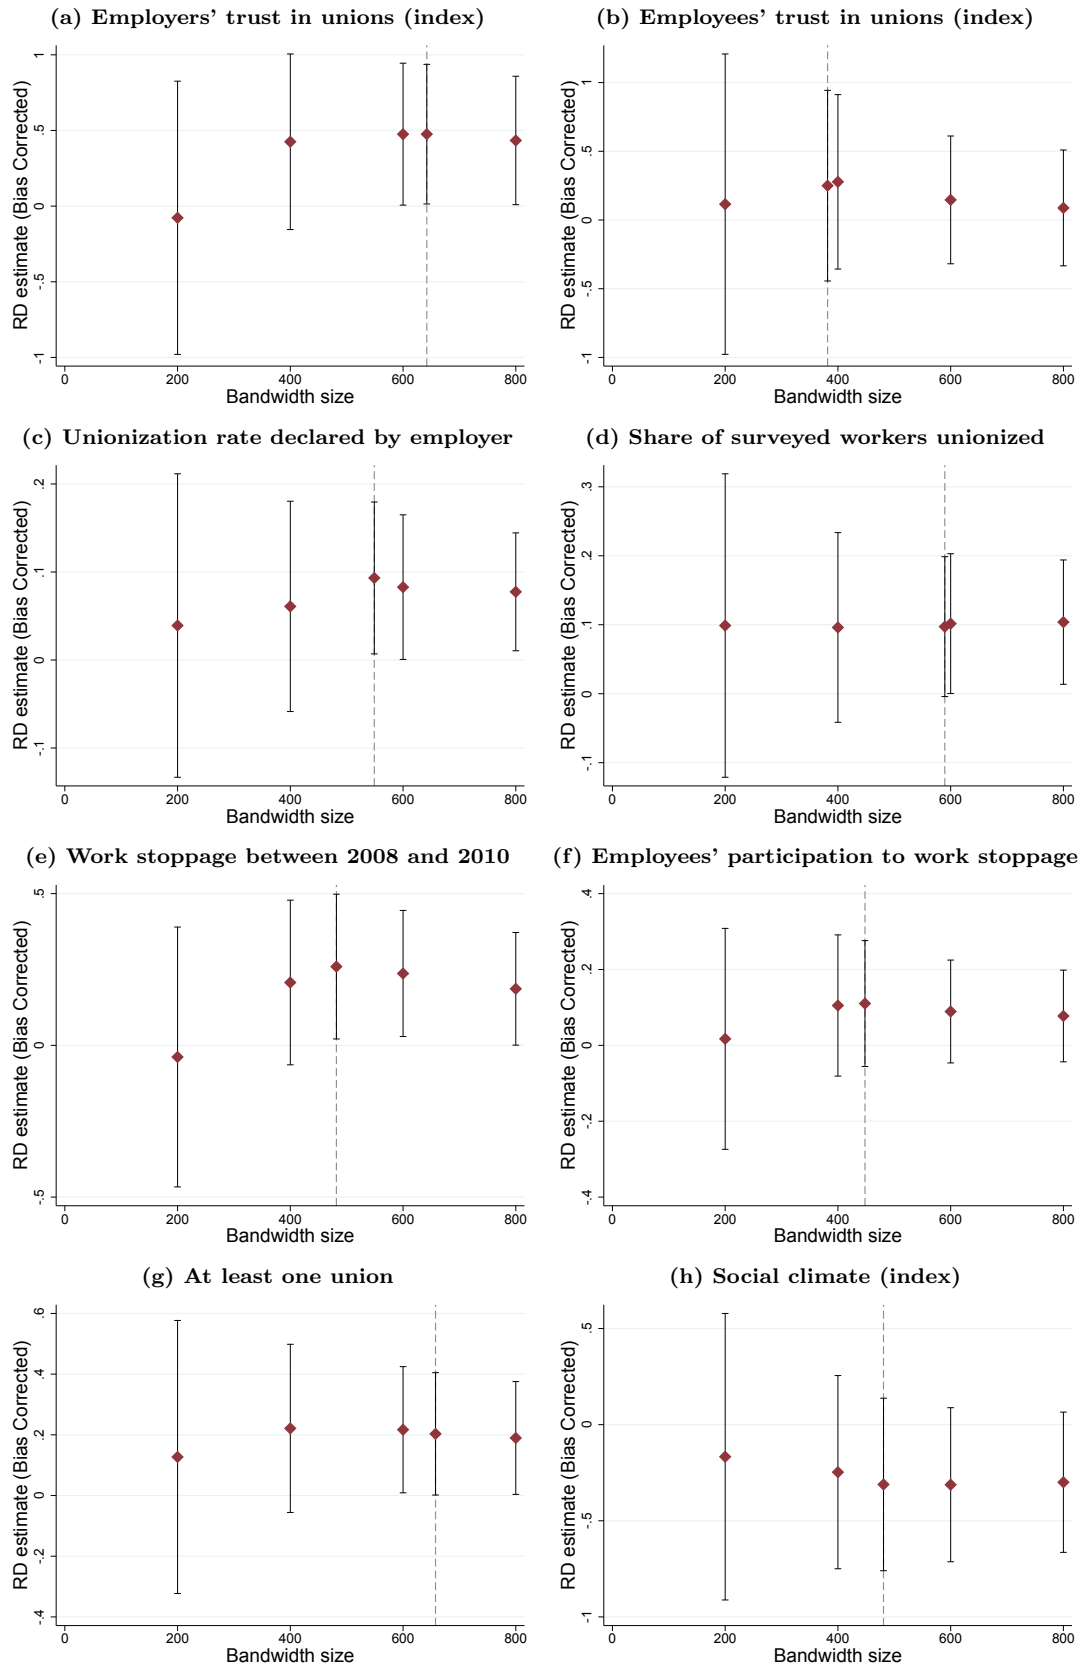 (a) Employers' trust in unions (index)
RD estimate (Bias Corrected)
1
.5
0
-.5
-1
0 200 400 600 800
Bandwidth size
(b) Employees' trust in unions (index)
RD estimate (Bias Corrected)
1
.5
0
-.5
-1
0 200 400 600 800
Bandwidth size
(c) Unionization rate declared by employer
RD estimate (Bias Corrected)
.2
.1
0
-.1
0 200 400 600 800
Bandwidth size
(d) Share of surveyed workers unionized
RD estimate (Bias Corrected)
.3
.2
.1
0
-.1
0 200 400 600 800
Bandwidth size
(e) Work stoppage between 2008 and 2010
RD estimate (Bias Corrected)
.5
0
-.5
0 200 400 600 800
Bandwidth size
(f) Employees' participation to work stoppage
RD estimate (Bias Corrected)
.4
.2
0
-.2
-.4
0 200 400 600 800
Bandwidth size
(g) At least one union
RD estimate (Bias Corrected)
.6
.4
.2
0
-.2
-.4
0 200 400 600 800
Bandwidth size
(h) Social climate (index)
RD estimate (Bias Corrected)
.5
0
-.5
-1
0 200 400 600 800
Bandwidth size